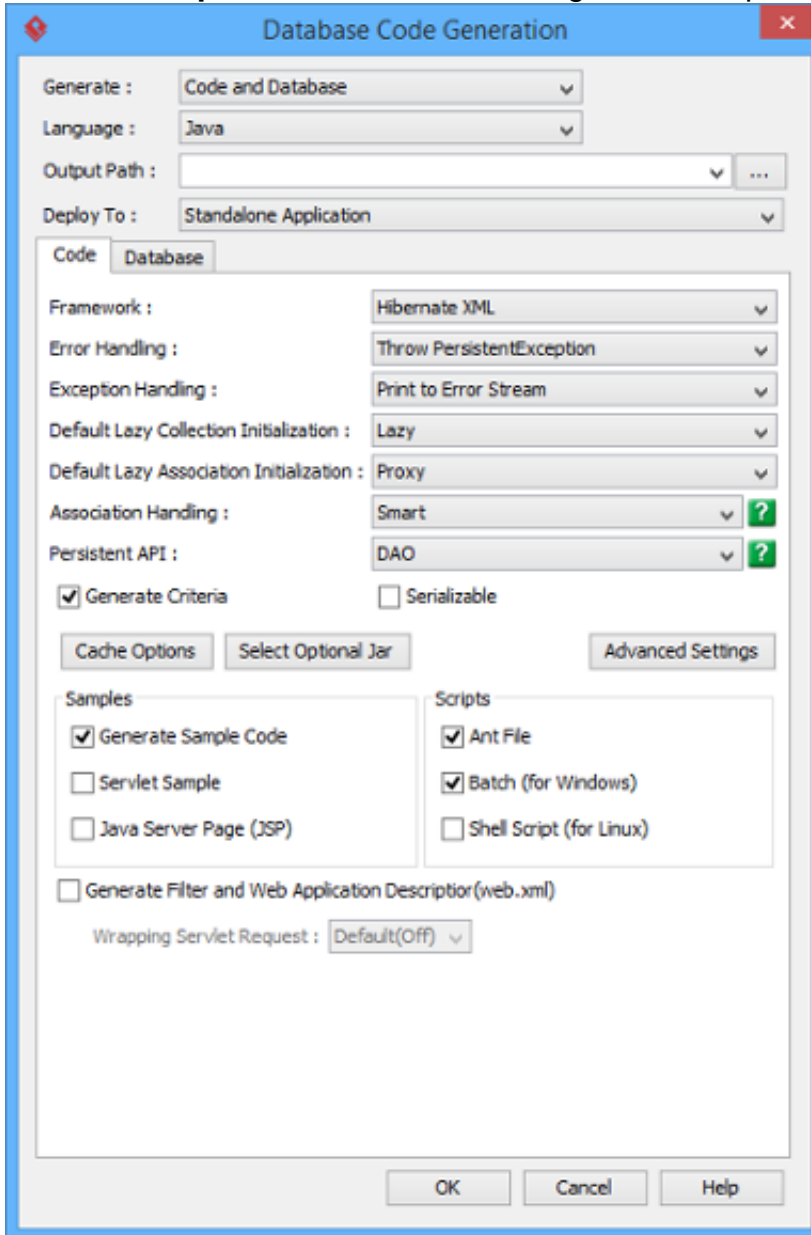 Database Code Generation
Generate : Code and Database
Language : Java
Output Path : ...
Deploy To : Standalone Application
Code Database
Framework : Hibernate XML
Error Handling : Throw PersistentException
Exception Handling : Print to Error Stream
Default Lazy Collection Initialization : Lazy
Default Lazy Association Initialization : Proxy
Association Handling : Smart ?
Persistent API : DAO ?
Generate Criteria Serializable
Cache Options Select Optional Jar Advanced Settings
Samples Scripts
Generate Sample Code Ant File
Servlet Sample Batch (for Windows)
Java Server Page (JSP) Shell Script (for Linux)
Generate Filter and Web Application Descriptior(web.xml)
Wrapping Servlet Request : Default(Off)
OK Cancel Help